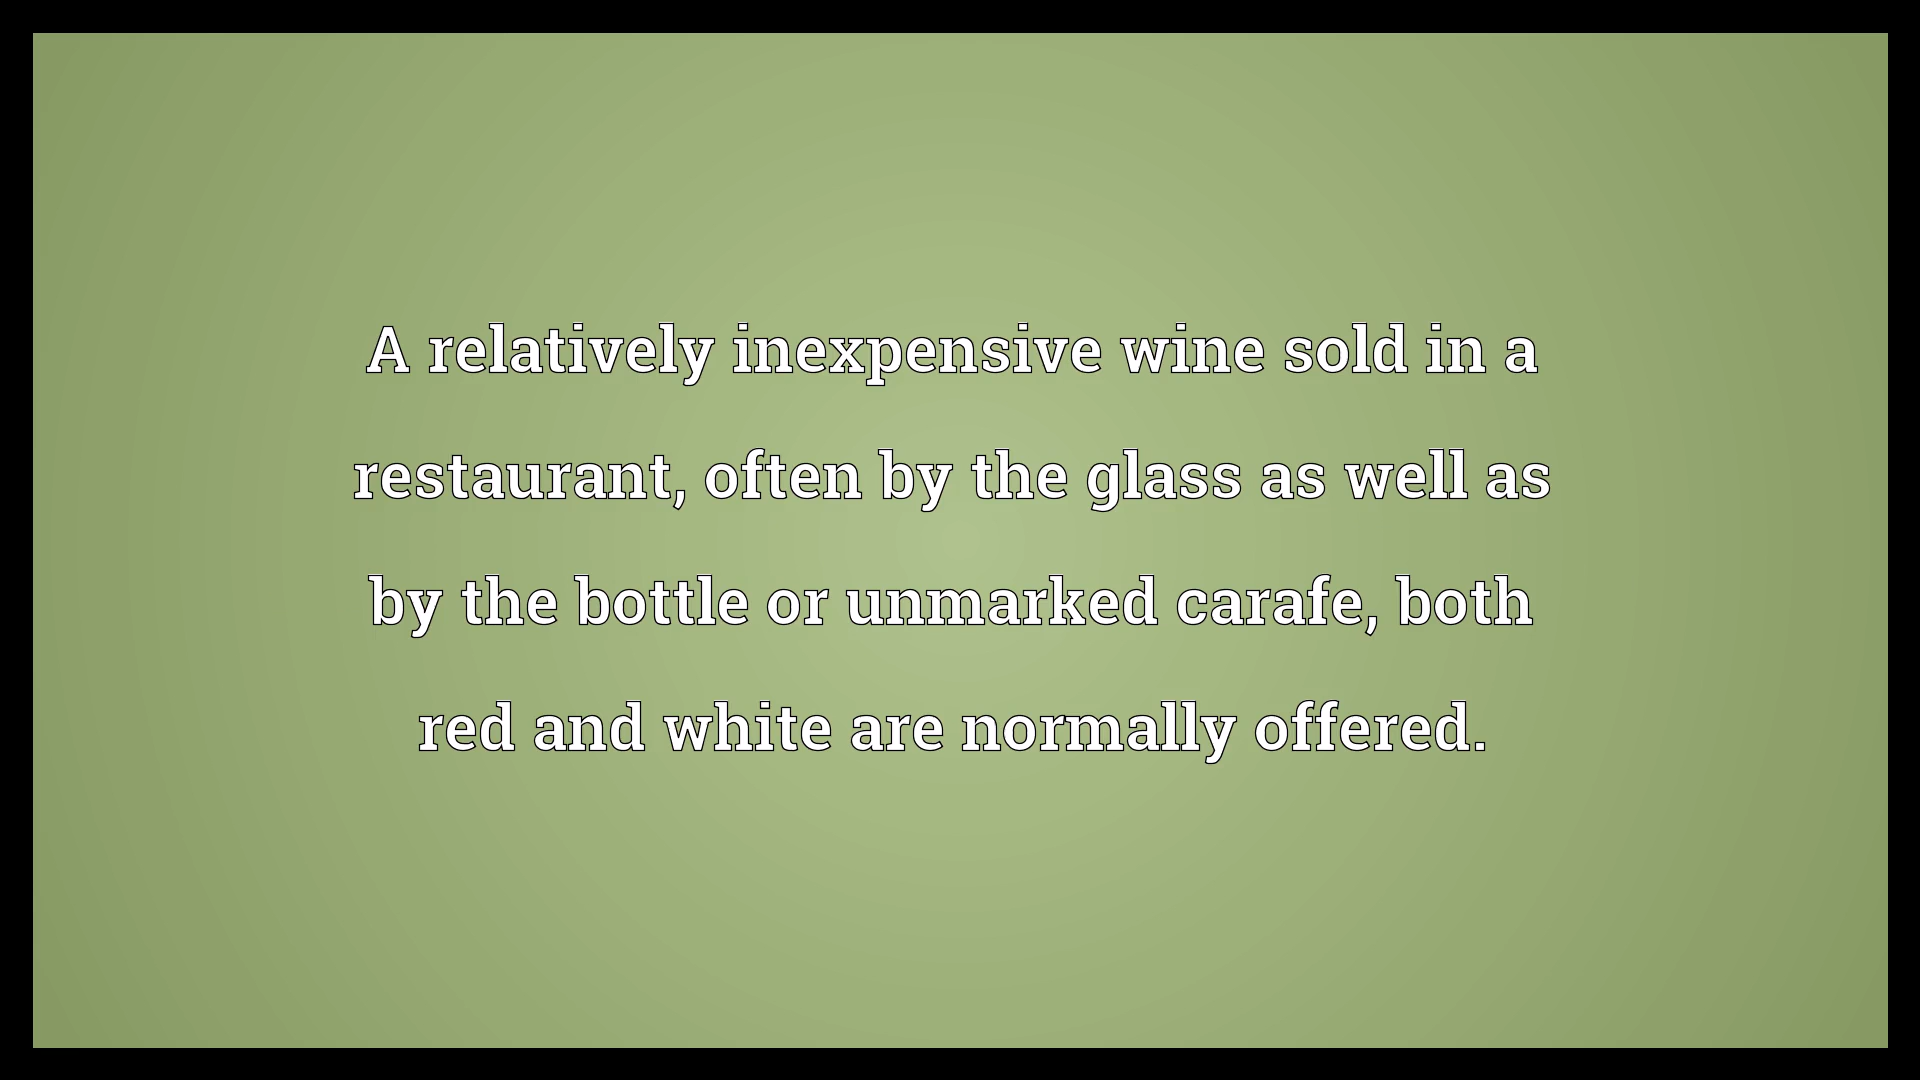 A relatively inexpensive wine sold in a
restaurant, often by the glass as well as
by the bottle or unmarked carafe, both
red and white are normally offered.